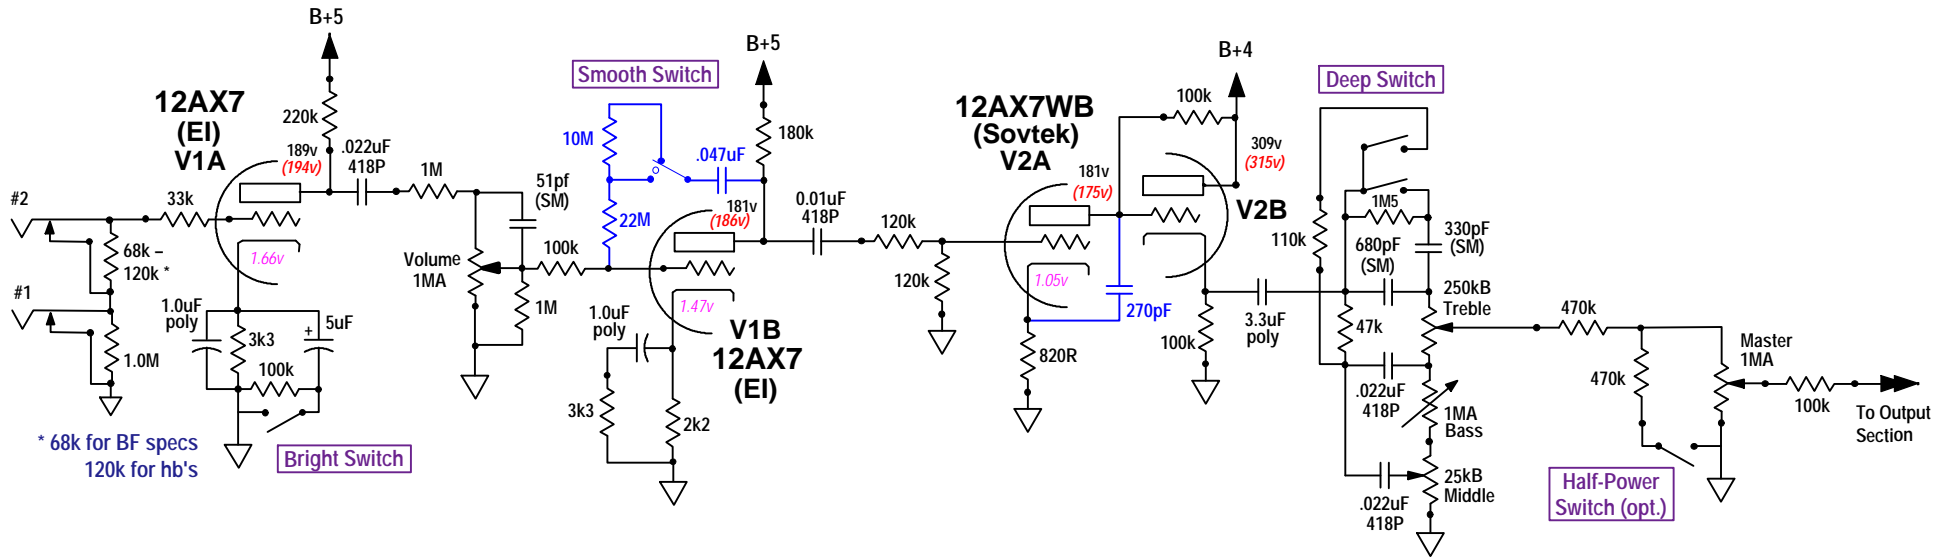 B+5
220k
12AX7
(EI)
V1A
189v
(194v)
.022uF
418P
1M
#2
33k
68k –
120k *
#1
1.0M
1.66v
1.0uF
poly
3k3
5uF
+
100k
* 68k for BF specs
120k for hb's
Bright Switch
51pf
(SM)
Volume
1MA
1M
100k
Smooth Switch
10M
.047uF
22M
B+5
180k
181v
(186v)
1.47v
1.0uF
poly
V1B
12AX7
(EI)
3k3
2k2
0.01uF
418P
120k
120k
12AX7WB
(Sovtek)
V2A
181v
(175v)
1.05v
820R
270pF
B+4
100k
309v
(315v)
V2B
100k
3.3uF
poly
Deep Switch
110k
1M5
330pF
(SM)
680pF
(SM)
250kB
Treble
47k
.022uF
418P
1MA
Bass
25kB
Middle
.022uF
418P
470k
470k
Master
1MA
100k
To Output
Section
Half-Power
Switch (opt.)